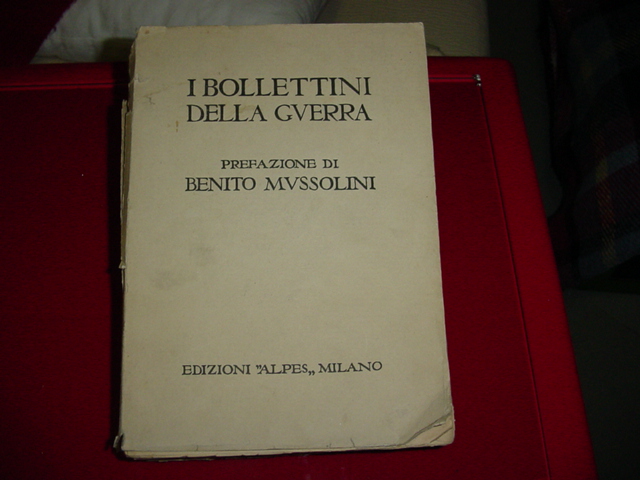 I BOLLETTINI
DELLA GVERRA
PREFAZIONE DI
BENITO MVSSOLINI
EDIZIONI "ALPES„ MILANO